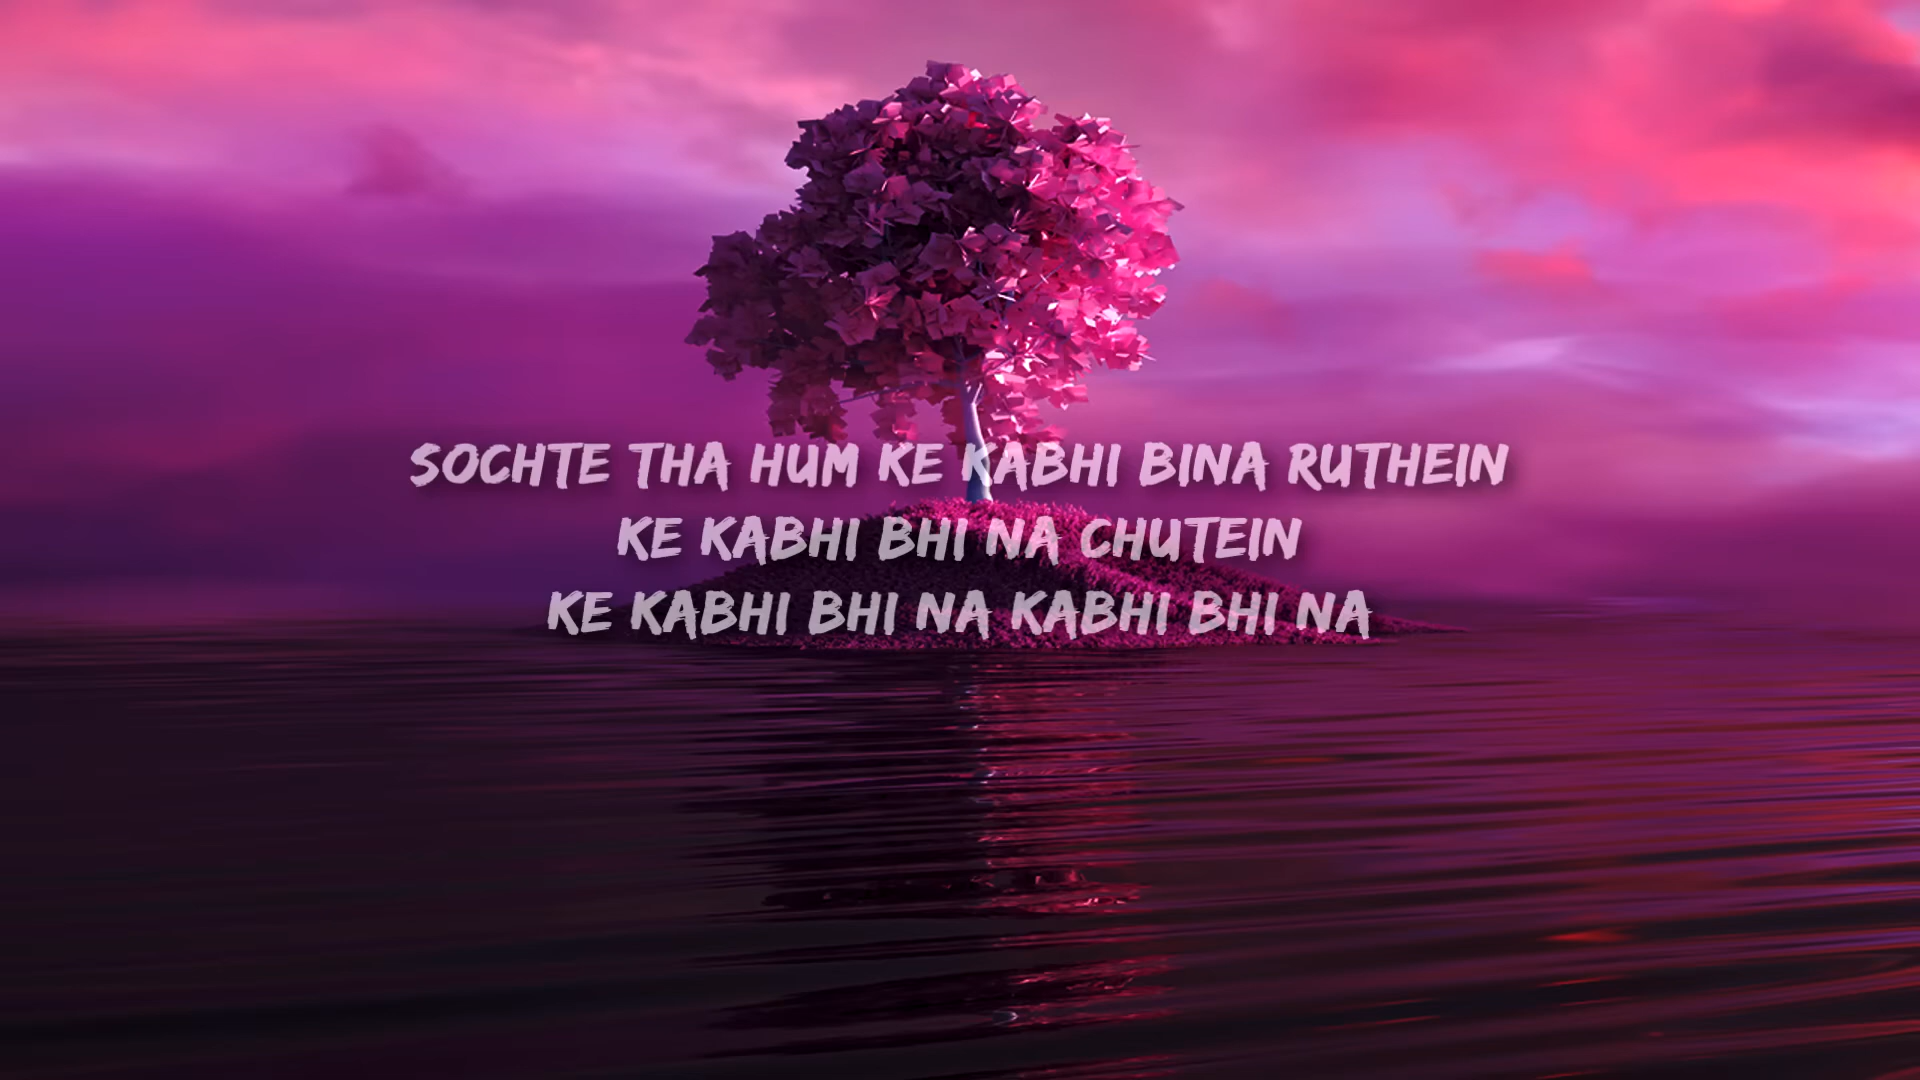 SOCHTE THA HUM KE KABHI BINA RUTHEIN
KE KABHI BHI NA CHUTEIN
KE KABHI BHI NA KABHI BHI NA